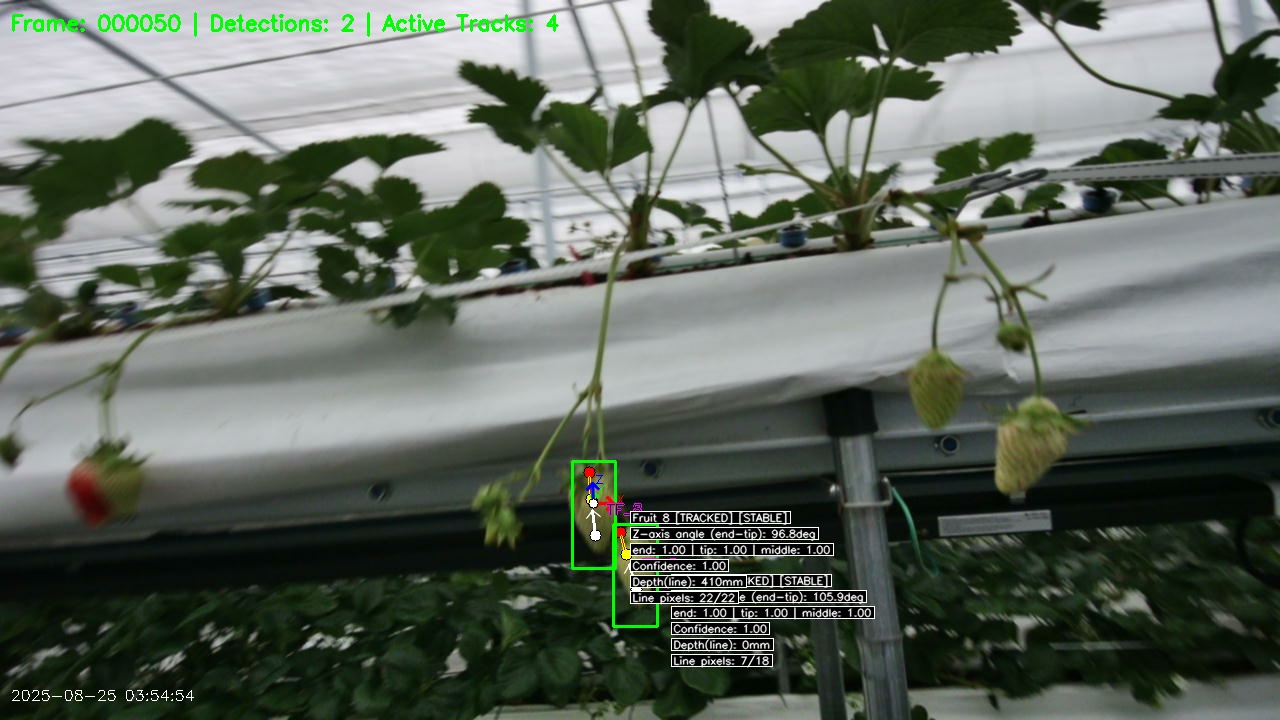 Frame: 000050 | Detections: 2 | Active Tracks: 4
Z
X
TF_8
Fruit 8 [TRACKED] [STABLE]
Z-axis angle (end-tip): 96.8deg
end: 1.00 | tip: 1.00 | middle: 1.00
Confidence: 1.00
Depth(line): 410mm KED] [STABLE]
Line pixels: 22/22 e (end-tip): 105.9deg
end: 1.00 | tip: 1.00 | middle: 1.00
Confidence: 1.00
Depth(line): 0mm
Line pixels: 7/18
2025-08-25 03:54:54